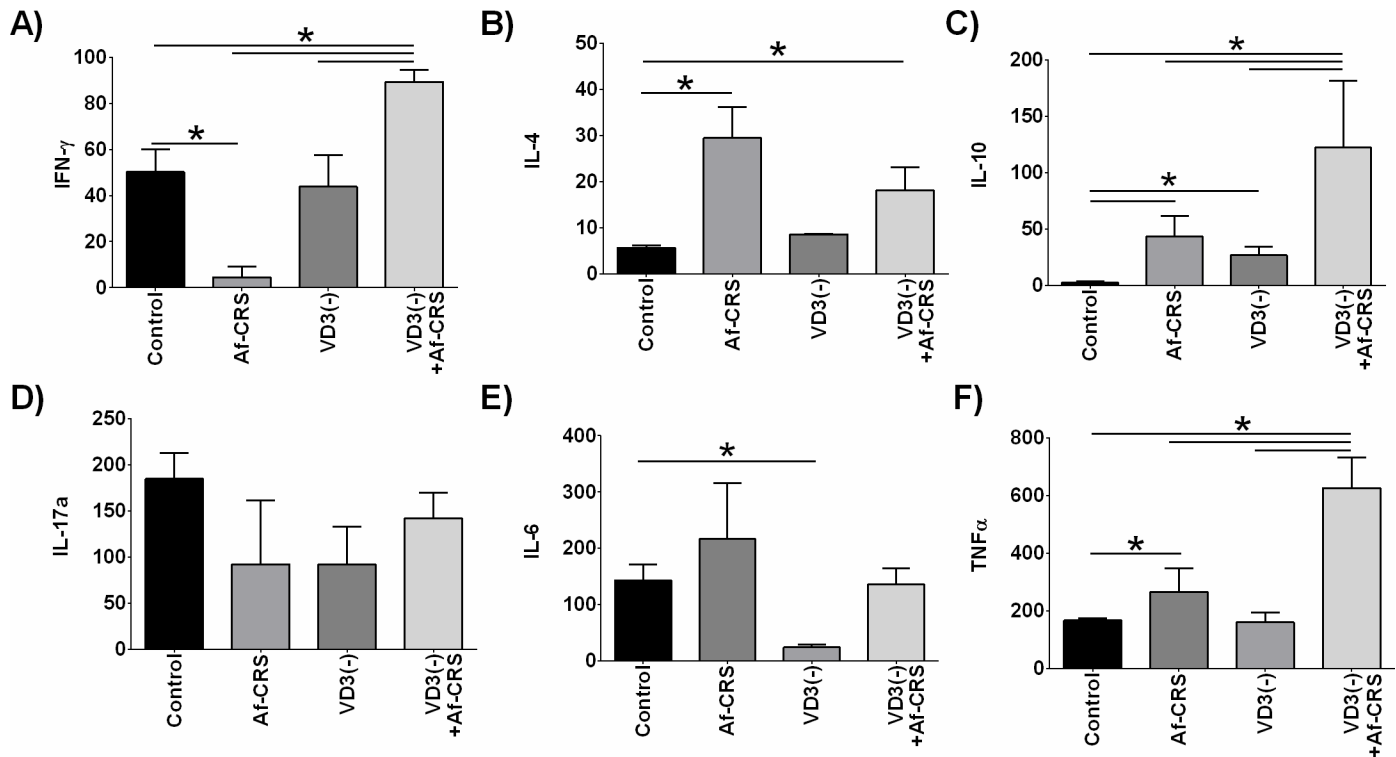 A)
IFN-γ
100
80
60
40
20
0
*
*
Control
Af-CRS
VD3(-)
VD3(-)
+Af-CRS
B)
IL-4
50
40
30
20
10
0
*
*
Control
Af-CRS
VD3(-)
VD3(-)
+Af-CRS
C)
IL-10
200
150
100
50
0
*
*
Control
Af-CRS
VD3(-)
VD3(-)
+Af-CRS
D)
IL-17a
250
200
150
100
50
0
Control
Af-CRS
VD3(-)
VD3(-)
+Af-CRS
E)
IL-6
400
300
200
100
0
*
Control
Af-CRS
VD3(-)
VD3(-)
+Af-CRS
F)
TNFα
800
600
400
200
0
*
*
Control
Af-CRS
VD3(-)
VD3(-)
+Af-CRS